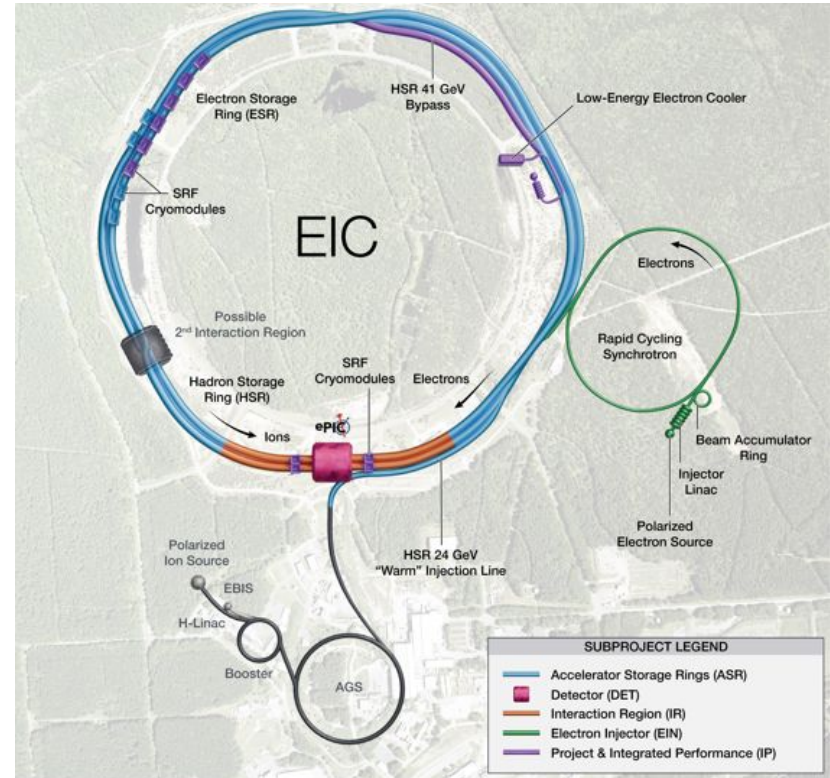 HSR 41 GeV
Bypass
Low-Energy Electron Cooler
Electron Storage
Ring (ESR)
SRF
Cryomodules
EIC
Electrons
Possible
2nd Interaction Region
Rapid Cycling
Synchrotron
SRF
Cryomodules
Electrons
Hadron Storage
Ring (HSR)
Ions
ePIC
Beam Accumulator
Ring
Injector
Linac
Polarized
Electron Source
HSR 24 GeV
"Warm" Injection Line
Polarized
Ion Source
EBIS
H-Linac
Booster
AGS
SUBPROJECT LEGEND
Accelerator Storage Rings (ASR)
Detector (DET)
Interaction Region (IR)
Electron Injector (EIN)
Project & Integrated Performance (IP)